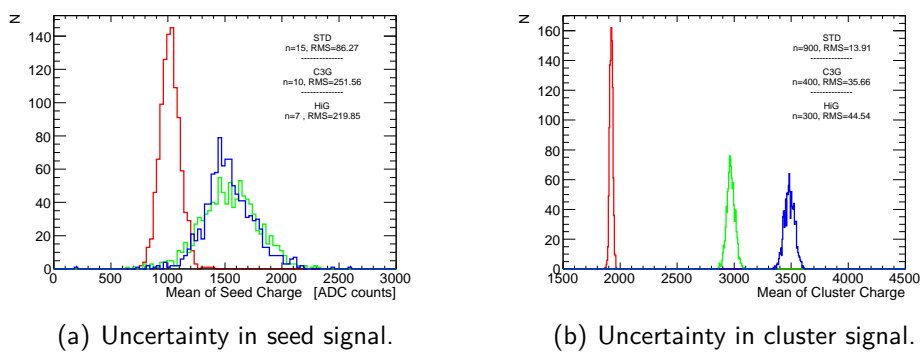 N
140
120
100
80
60
40
20
0
STD
n=15, RMS=86.27
--------------
C3G
n=10, RMS=251.56
--------------
HiG
n=7 , RMS=219.85
0 500 1000 1500 2000 2500 3000
Mean of Seed Charge [ADC counts]
(a) Uncertainty in seed signal.
N
160
140
120
100
80
60
40
20
0
STD
n=900, RMS=13.91
--------------
C3G
n=400, RMS=35.66
--------------
HiG
n=300, RMS=44.54
1500 2000 2500 3000 3500 4000 4500
Mean of Cluster Charge
(b) Uncertainty in cluster signal.